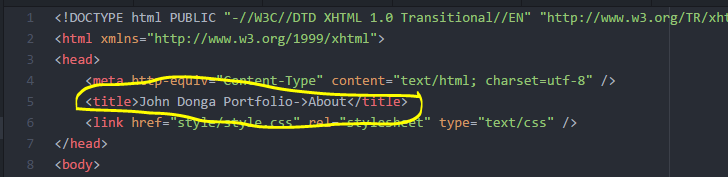 1 <!DOCTYPE html PUBLIC "-//W3C//DTD XHTML 1.0 Transitional//EN" "http://www.w3.org/TR/xht
2 <html xmlns="http://www.w3.org/1999/xhtml">
3 <head>
4 <meta http-equiv="Content-Type" content="text/html; charset=utf-8" />
5 <title>John Donga Portfolio->About</title>
6 <link href="style/style.css" rel="stylesheet" type="text/css" />
7 </head>
8 <body>